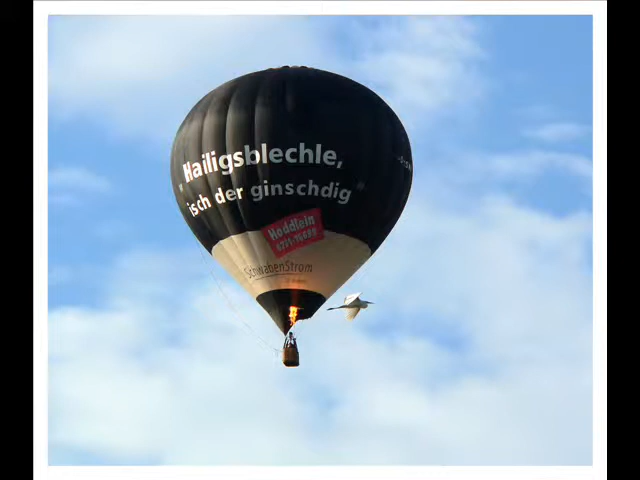 "Hailigsblechle,
isch der ginschdig"
Hoddlein
SchwabenStrom